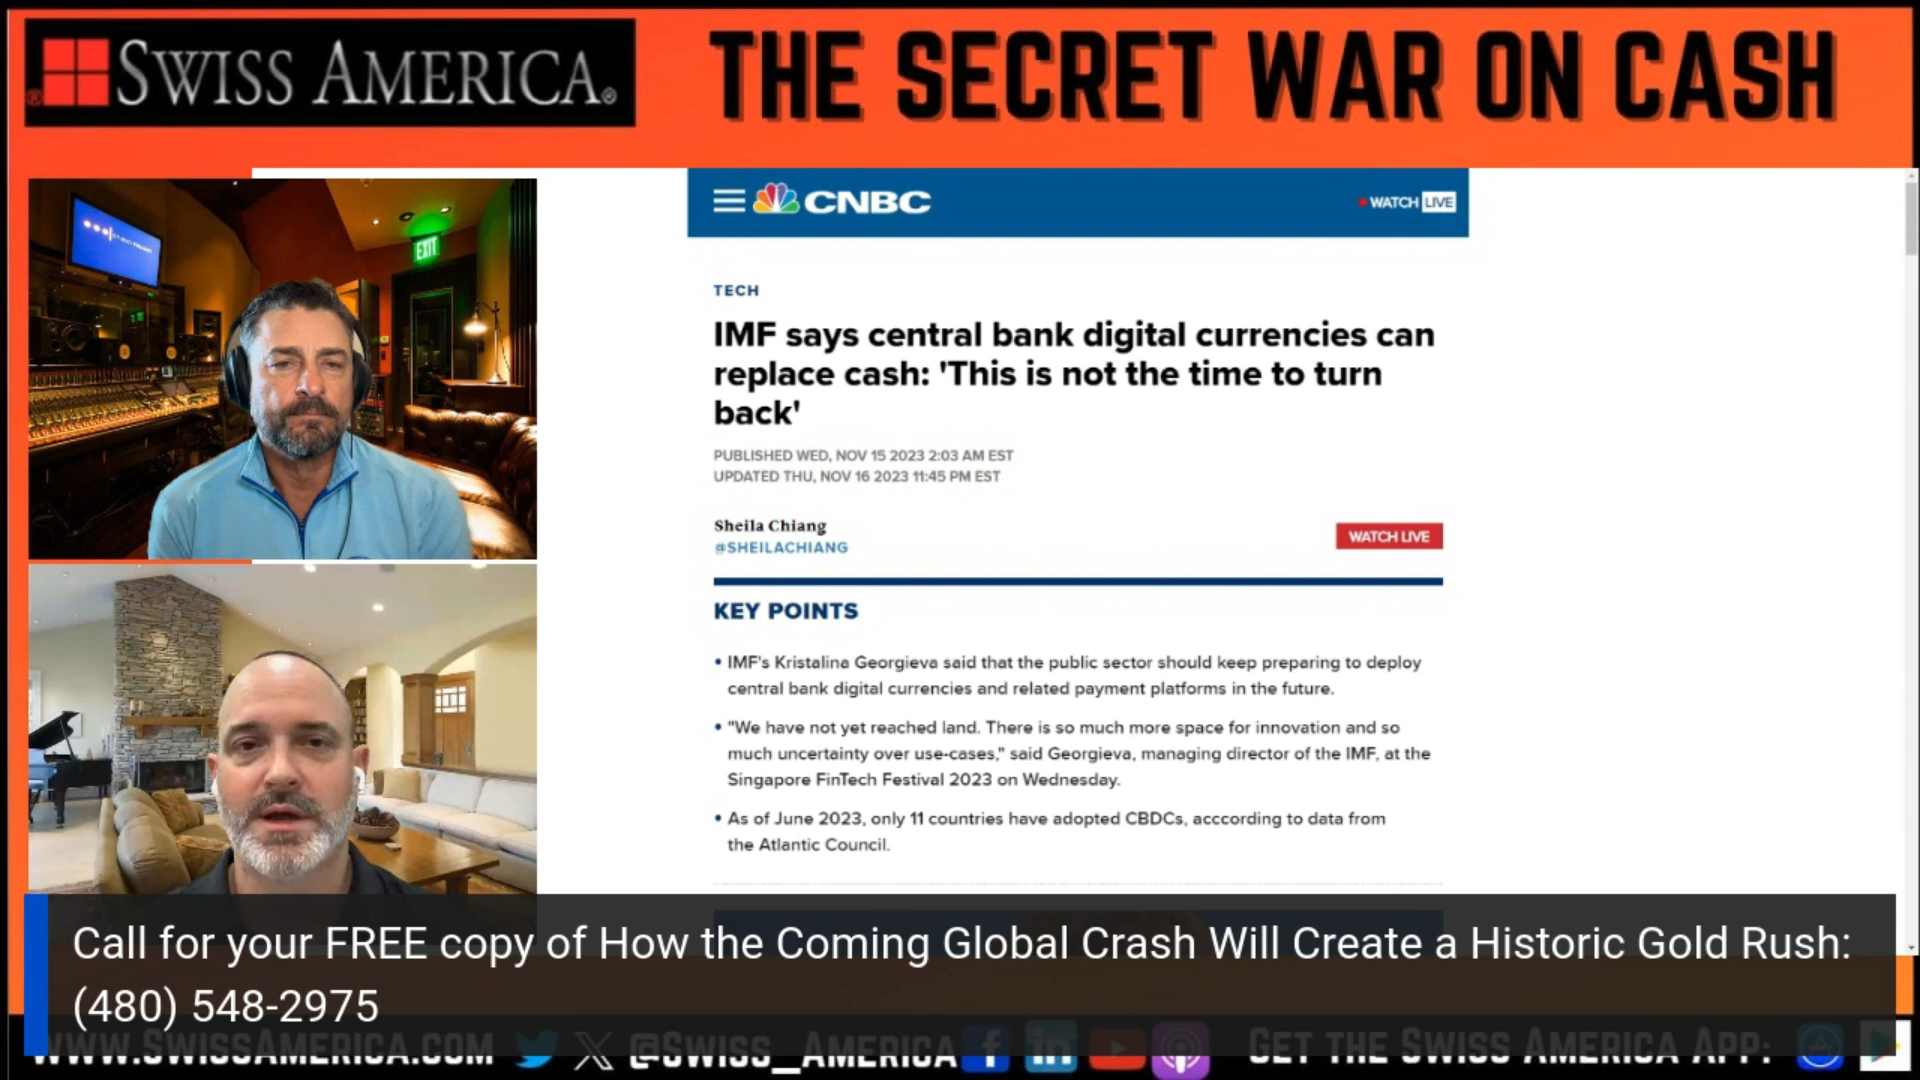 SWISS AMERICA®
THE SECRET WAR ON CASH
CNBC
WATCH LIVE
EXIT
TECH
IMF says central bank digital currencies can
replace cash: 'This is not the time to turn
back'
PUBLISHED WED, NOV 15 2023 2:03 AM EST
UPDATED THU, NOV 16 2023 11:45 PM EST
Sheila Chiang
@SHEILACHIANG
WATCH LIVE
KEY POINTS
• IMF's Kristalina Georgieva said that the public sector should keep preparing to deploy
central bank digital currencies and related payment platforms in the future.
• "We have not yet reached land. There is so much more space for innovation and so
much uncertainty over use-cases," said Georgieva, managing director of the IMF, at the
Singapore FinTech Festival 2023 on Wednesday.
• As of June 2023, only 11 countries have adopted CBDCs, acccording to data from
the Atlantic Council.
Call for your FREE copy of How the Coming Global Crash Will Create a Historic Gold Rush:
(480) 548-2975
WWW.SWISSAMERICA.COM @SWISS_AMERICA GET THE SWISS AMERICA APP: